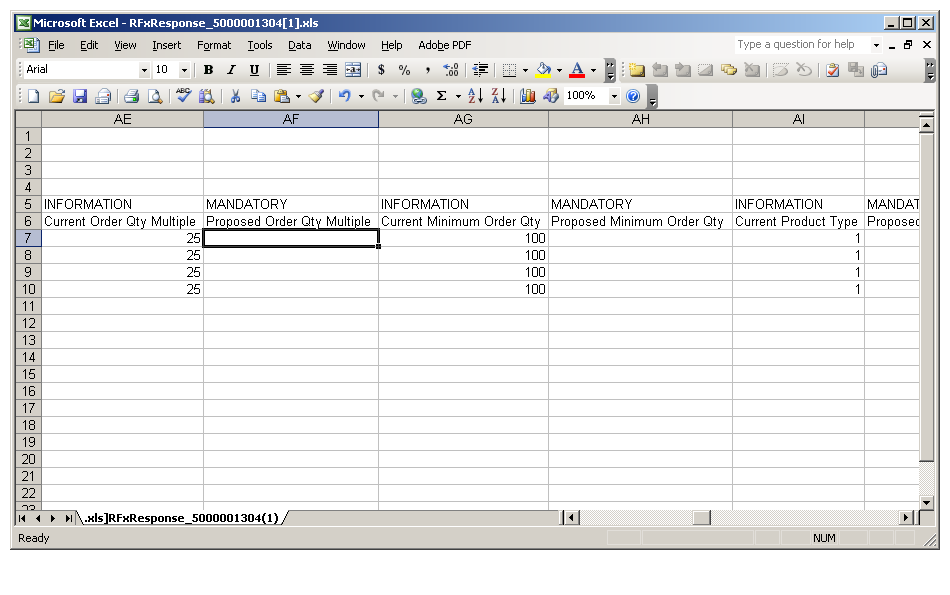 Microsoft Excel - RFxResponse_5000001304[1].xls
File Edit View Insert Format Tools Data Window Help Adobe PDF Type a question for help
Arial 10 B I U $ % ,
ABC Σ 100%
AE AF AG AH AI
1
2
3
4
5 INFORMATION MANDATORY INFORMATION MANDATORY INFORMATION MANDAT
6 Current Order Qty Multiple Proposed Order Qty Multiple Current Minimum Order Qty Proposed Minimum Order Qty Current Product Type Proposed
7 25 100 1
8 25 100 1
9 25 100 1
10 25 100 1
11
12
13
14
15
16
17
18
19
20
21
22
23
.xls]RFxResponse_5000001304(1)
Ready NUM